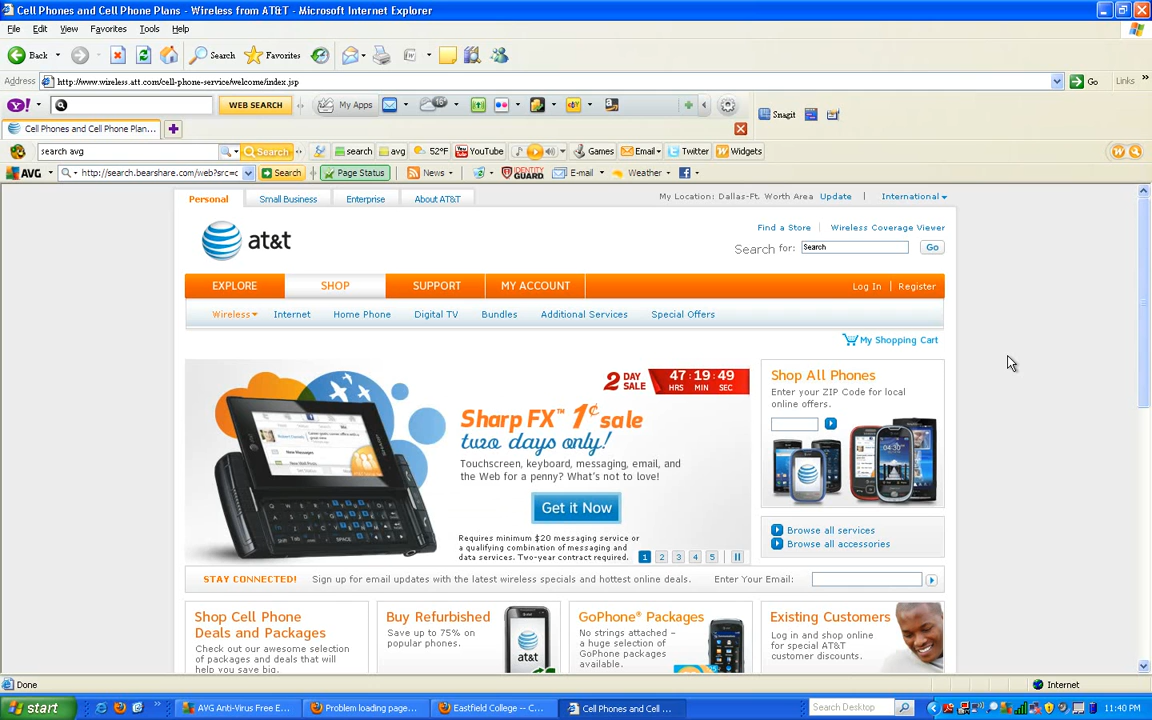 Cell Phones and Cell Phone Plans - Wireless from AT&T - Microsoft Internet Explorer
File Edit View Favorites Tools Help
Back Search Favorites
Address http://www.wireless.att.com/cell-phone-service/welcome/index.jsp Go Links »
Y! WEB SEARCH My Apps 16°
Cell Phones and Cell Phone Plan... Snagit
search avg Search search avg 52°F YouTube Games Email Twitter Widgets
AVG http://search.bearshare.com/web?src=c Search Page Status News IDENTITY GUARD E-mail Weather
Personal Small Business Enterprise About AT&T My Location: Dallas-Ft. Worth Area Update | International
Find a Store Wireless Coverage Viewer
at&t
Search for: Search Go
EXPLORE SHOP SUPPORT MY ACCOUNT Log In | Register
Wireless Internet Home Phone Digital TV Bundles Additional Services Special Offers
My Shopping Cart
2 DAY SALE 47:19:49
HRS MIN SEC
Sharp FX™ 1¢ sale
two days only!
Touchscreen, keyboard, messaging, email, and
the Web for a penny? What's not to love!
Get it Now
Requires minimum $20 messaging service or
a qualifying combination of messaging and
data services. Two-year contract required.
1 2 3 4 5
Shop All Phones
Enter your ZIP Code for local
online offers.
Browse all services
Browse all accessories
STAY CONNECTED! Sign up for email updates with the latest wireless specials and hottest online deals. Enter Your Email:
Shop Cell Phone
Deals and Packages
Check out our awesome selection
of packages and deals that will
help you save big.
Buy Refurbished
Save up to 75% on
popular phones.
at&t
GoPhone® Packages
No strings attached –
a huge selection of
GoPhone packages
available.
Existing Customers
Log in and shop online
for special AT&T
customer discounts.
Done Internet
start AVG Anti-Virus Free E... Problem loading page... Eastfield College -- C... Cell Phones and Cell ... Search Desktop 11:40 PM